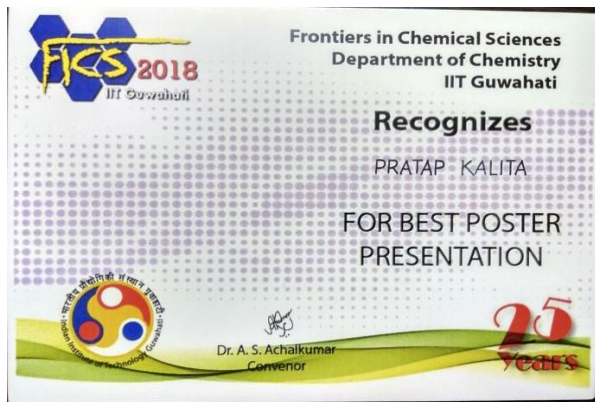 FICS 2018
IIT Guwahati
Frontiers in Chemical Sciences
Department of Chemistry
IIT Guwahati
Recognizes
PRATAP KALITA
FOR BEST POSTER
PRESENTATION
भारतीय प्रौद्योगिकी संस्थान गुवाहाटी
Indian Institute of Technology Guwahati
Dr. A. S. Achalkumar
Convenor
25
Years